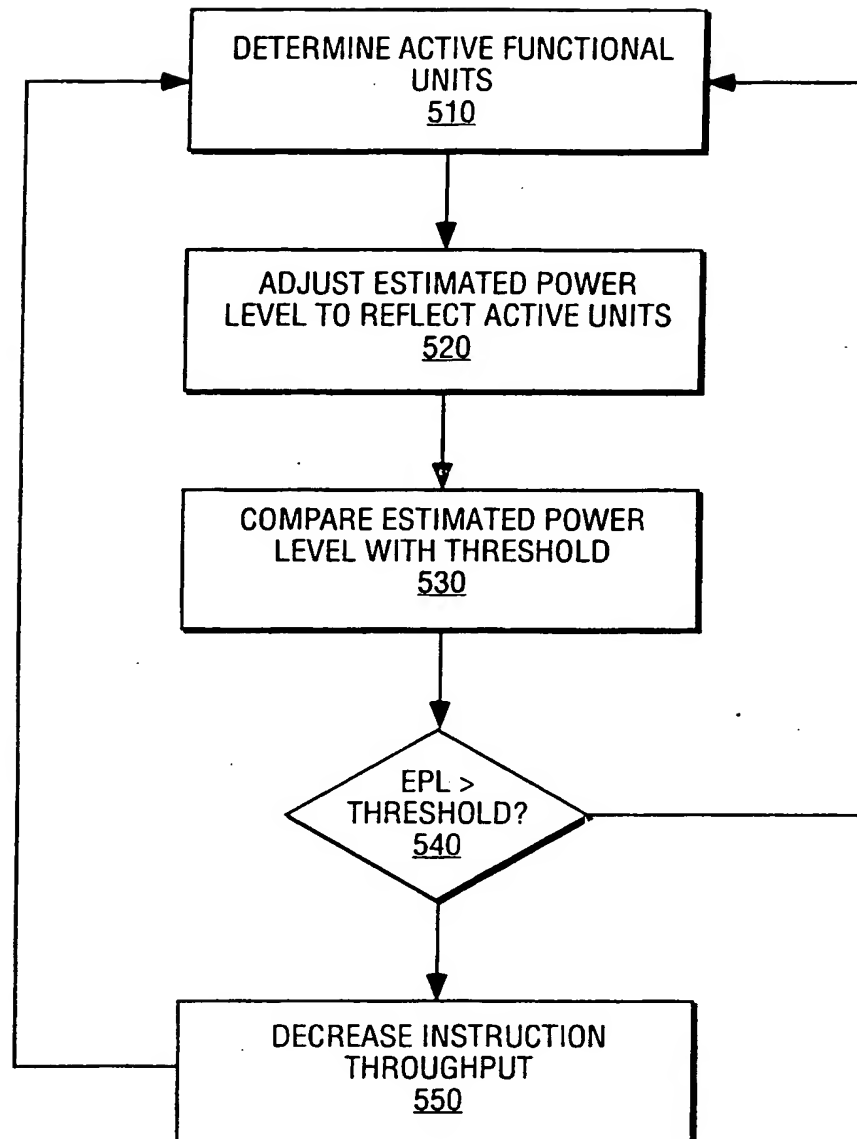 DETERMINE ACTIVE FUNCTIONAL
UNITS
510
ADJUST ESTIMATED POWER
LEVEL TO REFLECT ACTIVE UNITS
520
COMPARE ESTIMATED POWER
LEVEL WITH THRESHOLD
530
EPL >
THRESHOLD?
540
DECREASE INSTRUCTION
THROUGHPUT
550